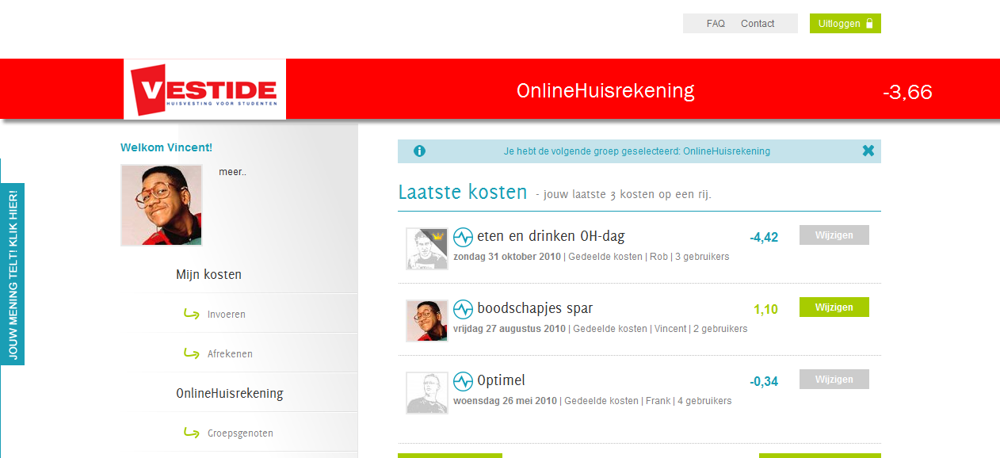 FAQ Contact Uitloggen
VESTIDE
HUISVESTING VOOR STUDENTEN
OnlineHuisrekening -3,66
Welkom Vincent!
meer..
JOUW MENING TELT! KLIK HIER!
Mijn kosten
Invoeren
Afrekenen
OnlineHuisrekening
Groepsgenoten
Je hebt de volgende groep geselecteerd: OnlineHuisrekening
Laatste kosten - jouw laatste 3 kosten op een rij.
eten en drinken OH-dag -4,42 Wijzigen
zondag 31 oktober 2010 | Gedeelde kosten | Rob | 3 gebruikers
boodschapjes spar 1,10 Wijzigen
vrijdag 27 augustus 2010 | Gedeelde kosten | Vincent | 2 gebruikers
Optimel -0,34 Wijzigen
woensdag 26 mei 2010 | Gedeelde kosten | Frank | 4 gebruikers